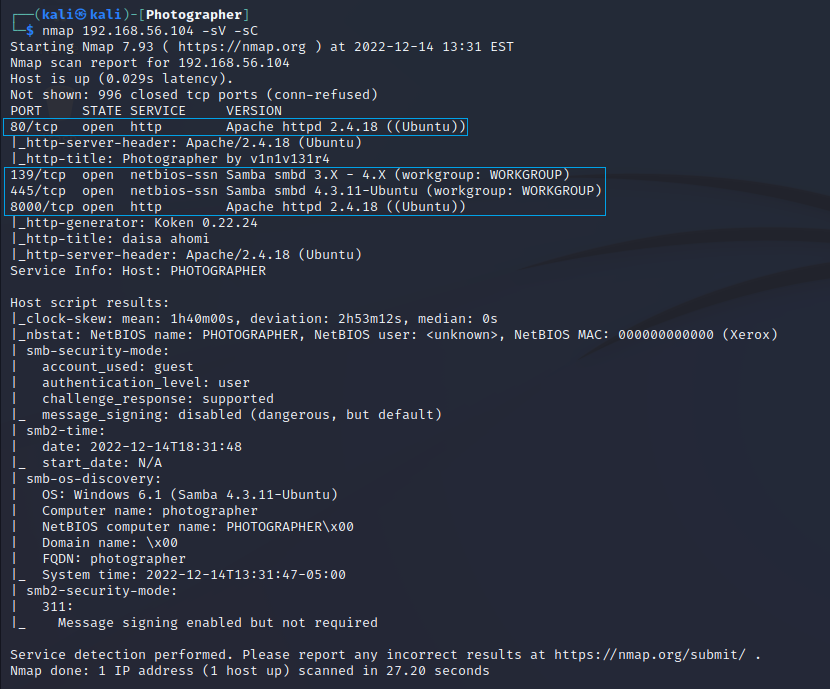 ┌──(kali㉿kali)-[Photographer]
└─$ nmap 192.168.56.104 -sV -sC
Starting Nmap 7.93 ( https://nmap.org ) at 2022-12-14 13:31 EST
Nmap scan report for 192.168.56.104
Host is up (0.029s latency).
Not shown: 996 closed tcp ports (conn-refused)
PORT     STATE SERVICE     VERSION
80/tcp   open  http        Apache httpd 2.4.18 ((Ubuntu))
|_http-server-header: Apache/2.4.18 (Ubuntu)
|_http-title: Photographer by v1n1v131r4
139/tcp  open  netbios-ssn Samba smbd 3.X - 4.X (workgroup: WORKGROUP)
445/tcp  open  netbios-ssn Samba smbd 4.3.11-Ubuntu (workgroup: WORKGROUP)
8000/tcp open  http        Apache httpd 2.4.18 ((Ubuntu))
|_http-generator: Koken 0.22.24
|_http-title: daisa ahomi
|_http-server-header: Apache/2.4.18 (Ubuntu)
Service Info: Host: PHOTOGRAPHER

Host script results:
|_clock-skew: mean: 1h40m00s, deviation: 2h53m12s, median: 0s
|_nbstat: NetBIOS name: PHOTOGRAPHER, NetBIOS user: <unknown>, NetBIOS MAC: 000000000000 (Xerox)
| smb-security-mode:
|   account_used: guest
|   authentication_level: user
|   challenge_response: supported
|_  message_signing: disabled (dangerous, but default)
| smb2-time:
|   date: 2022-12-14T18:31:48
|_  start_date: N/A
| smb-os-discovery:
|   OS: Windows 6.1 (Samba 4.3.11-Ubuntu)
|   Computer name: photographer
|   NetBIOS computer name: PHOTOGRAPHER\x00
|   Domain name: \x00
|   FQDN: photographer
|_  System time: 2022-12-14T13:31:47-05:00
| smb2-security-mode:
|   311:
|_    Message signing enabled but not required

Service detection performed. Please report any incorrect results at https://nmap.org/submit/ .
Nmap done: 1 IP address (1 host up) scanned in 27.20 seconds